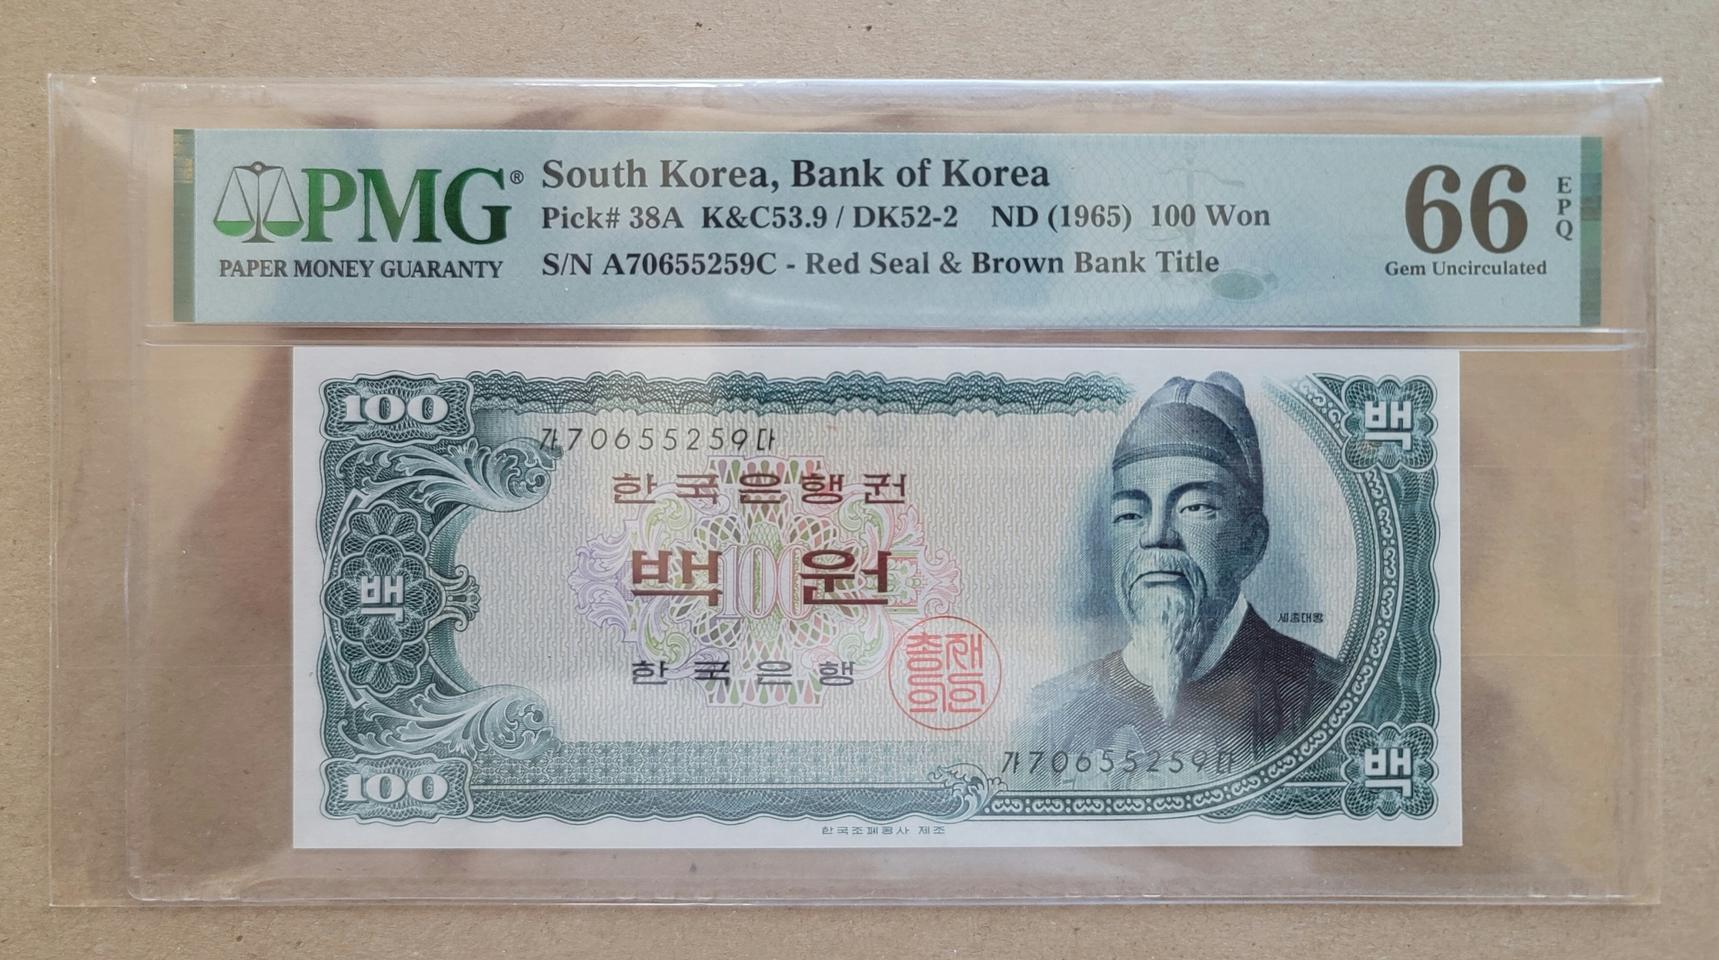 PMG®
PAPER MONEY GUARANTY
South Korea, Bank of Korea
Pick# 38A K&C53.9 / DK52-2 ND (1965) 100 Won
S/N A70655259C - Red Seal & Brown Bank Title
66
EPQ
Gem Uncirculated
100
백
가70655259다
한국은행권
백 100 원
백
세종대왕
한국은행
총재의인
가70655259다
100
백
한국조폐공사 제조